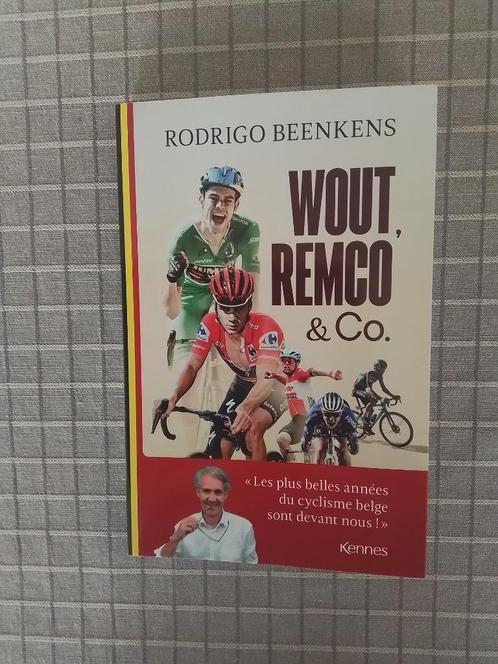 RODRIGO BEENKENS
WOUT,
REMCO
& Co.
« Les plus belles années
du cyclisme belge
sont devant nous ! »
Kennes